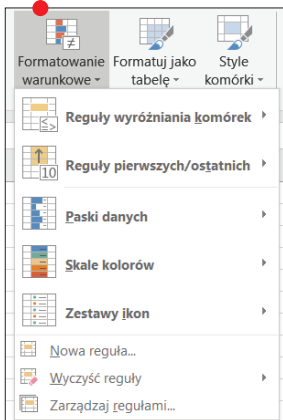 Formatowanie warunkowe
Formatuj jako tabelę
Style komórki
≤≥
Reguły wyróżniania komórek
10
Reguły pierwszych/ostatnich
Paski danych
Skale kolorów
Zestawy ikon
Nowa reguła...
Wyczyść reguły
Zarządzaj regułami...